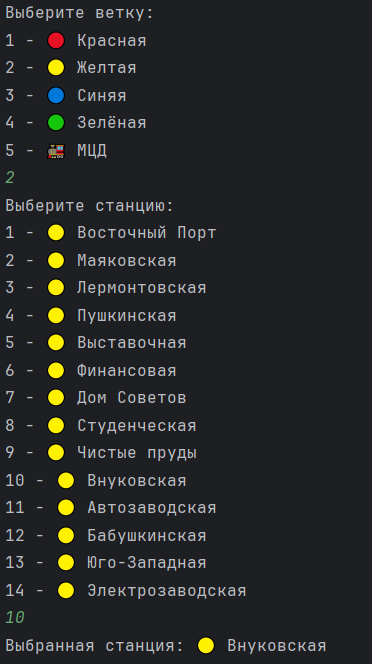 Выберите ветку:
1 - 🔴 Красная
2 - 🟡 Желтая
3 - 🔵 Синяя
4 - 🟢 Зелёная
5 - 🚂 МЦД
2
Выберите станцию:
1 - 🟡 Восточный Порт
2 - 🟡 Маяковская
3 - 🟡 Лермонтовская
4 - 🟡 Пушкинская
5 - 🟡 Выставочная
6 - 🟡 Финансовая
7 - 🟡 Дом Советов
8 - 🟡 Студенческая
9 - 🟡 Чистые пруды
10 - 🟡 Внуковская
11 - 🟡 Автозаводская
12 - 🟡 Бабушкинская
13 - 🟡 Юго-Западная
14 - 🟡 Электрозаводская
10
Выбранная станция: 🟡 Внуковская